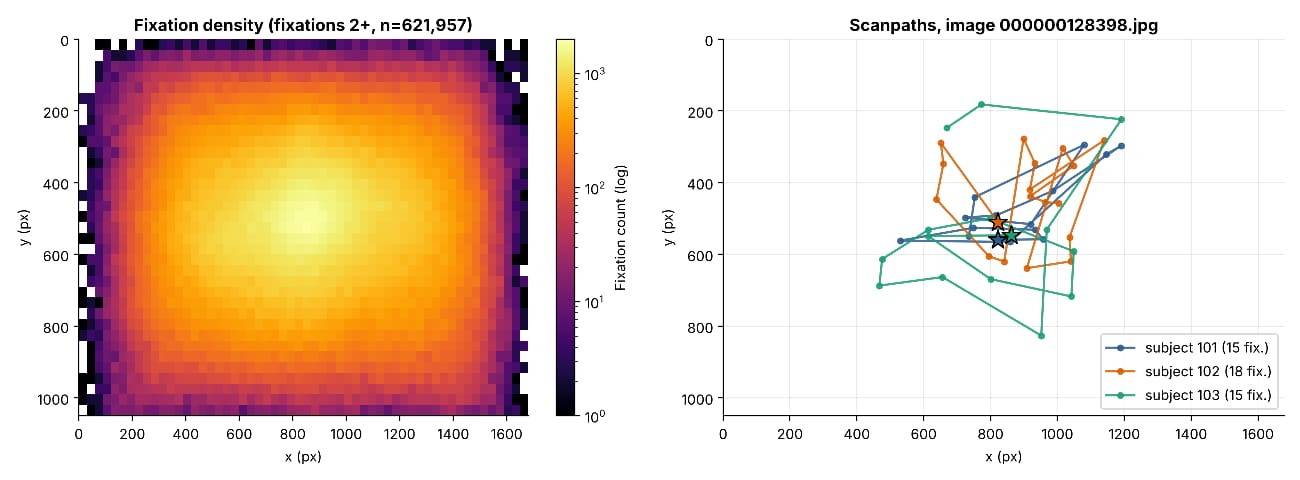 Fixation density (fixations 2+, n=621,957)
0
200
400
600
800
1000
y (px)
0 200 400 600 800 1000 1200 1400 1600
x (px)
10³
10²
10¹
10⁰
Fixation count (log)
Scanpaths, image 000000128398.jpg
0
200
400
600
800
1000
y (px)
0 200 400 600 800 1000 1200 1400 1600
x (px)
subject 101 (15 fix.)
subject 102 (18 fix.)
subject 103 (15 fix.)